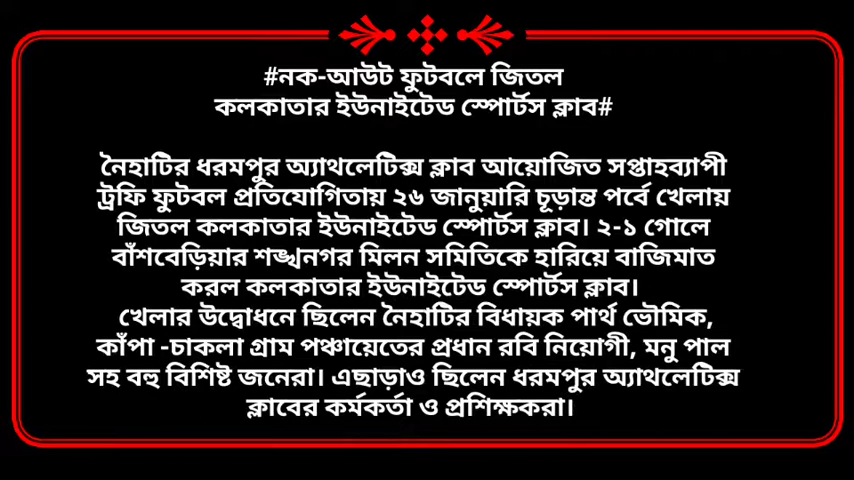 #নক-আউট ফুটবলে জিতল
কলকাতার ইউনাইটেড স্পোর্টস ক্লাব#
নৈহাটির ধরমপুর অ্যাথলেটিক্স ক্লাব আয়োজিত সপ্তাহব্যাপী
ট্রফি ফুটবল প্রতিযোগিতায় ২৬ জানুয়ারি চূড়ান্ত পর্বে খেলায়
জিতল কলকাতার ইউনাইটেড স্পোর্টস ক্লাব। ২-১ গোলে
বাঁশবেড়িয়ার শঙ্খনগর মিলন সমিতিকে হারিয়ে বাজিমাত
করল কলকাতার ইউনাইটেড স্পোর্টস ক্লাব।
খেলার উদ্বোধনে ছিলেন নৈহাটির বিধায়ক পার্থ ভৌমিক,
কাঁপা -চাকলা গ্রাম পঞ্চায়েতের প্রধান রবি নিয়োগী, মনু পাল
সহ বহু বিশিষ্ট জনেরা। এছাড়াও ছিলেন ধরমপুর অ্যাথলেটিক্স
ক্লাবের কর্মকর্তা ও প্রশিক্ষকরা।